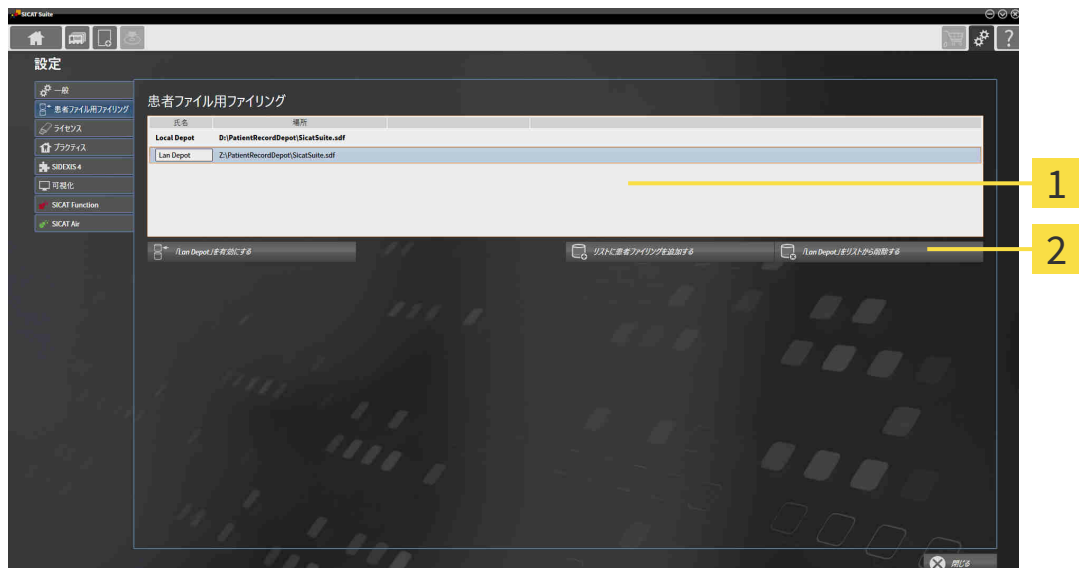 SICAT Suite
?
設定
一般
患者ファイル用ファイリング
ライセンス
プラクティス
SIDEXIS 4
可視化
SICAT Function
SICAT Air
患者ファイル用ファイリング
氏名 場所
Local Depot D:\PatientRecordDepot\SicatSuite.sdf
Lan Depot Z:\PatientRecordDepot\SicatSuite.sdf
「Lan Depot」を有効にする
リストに患者ファイリングを追加する
「Lan Depot」をリストから削除する
閉じる
1
2